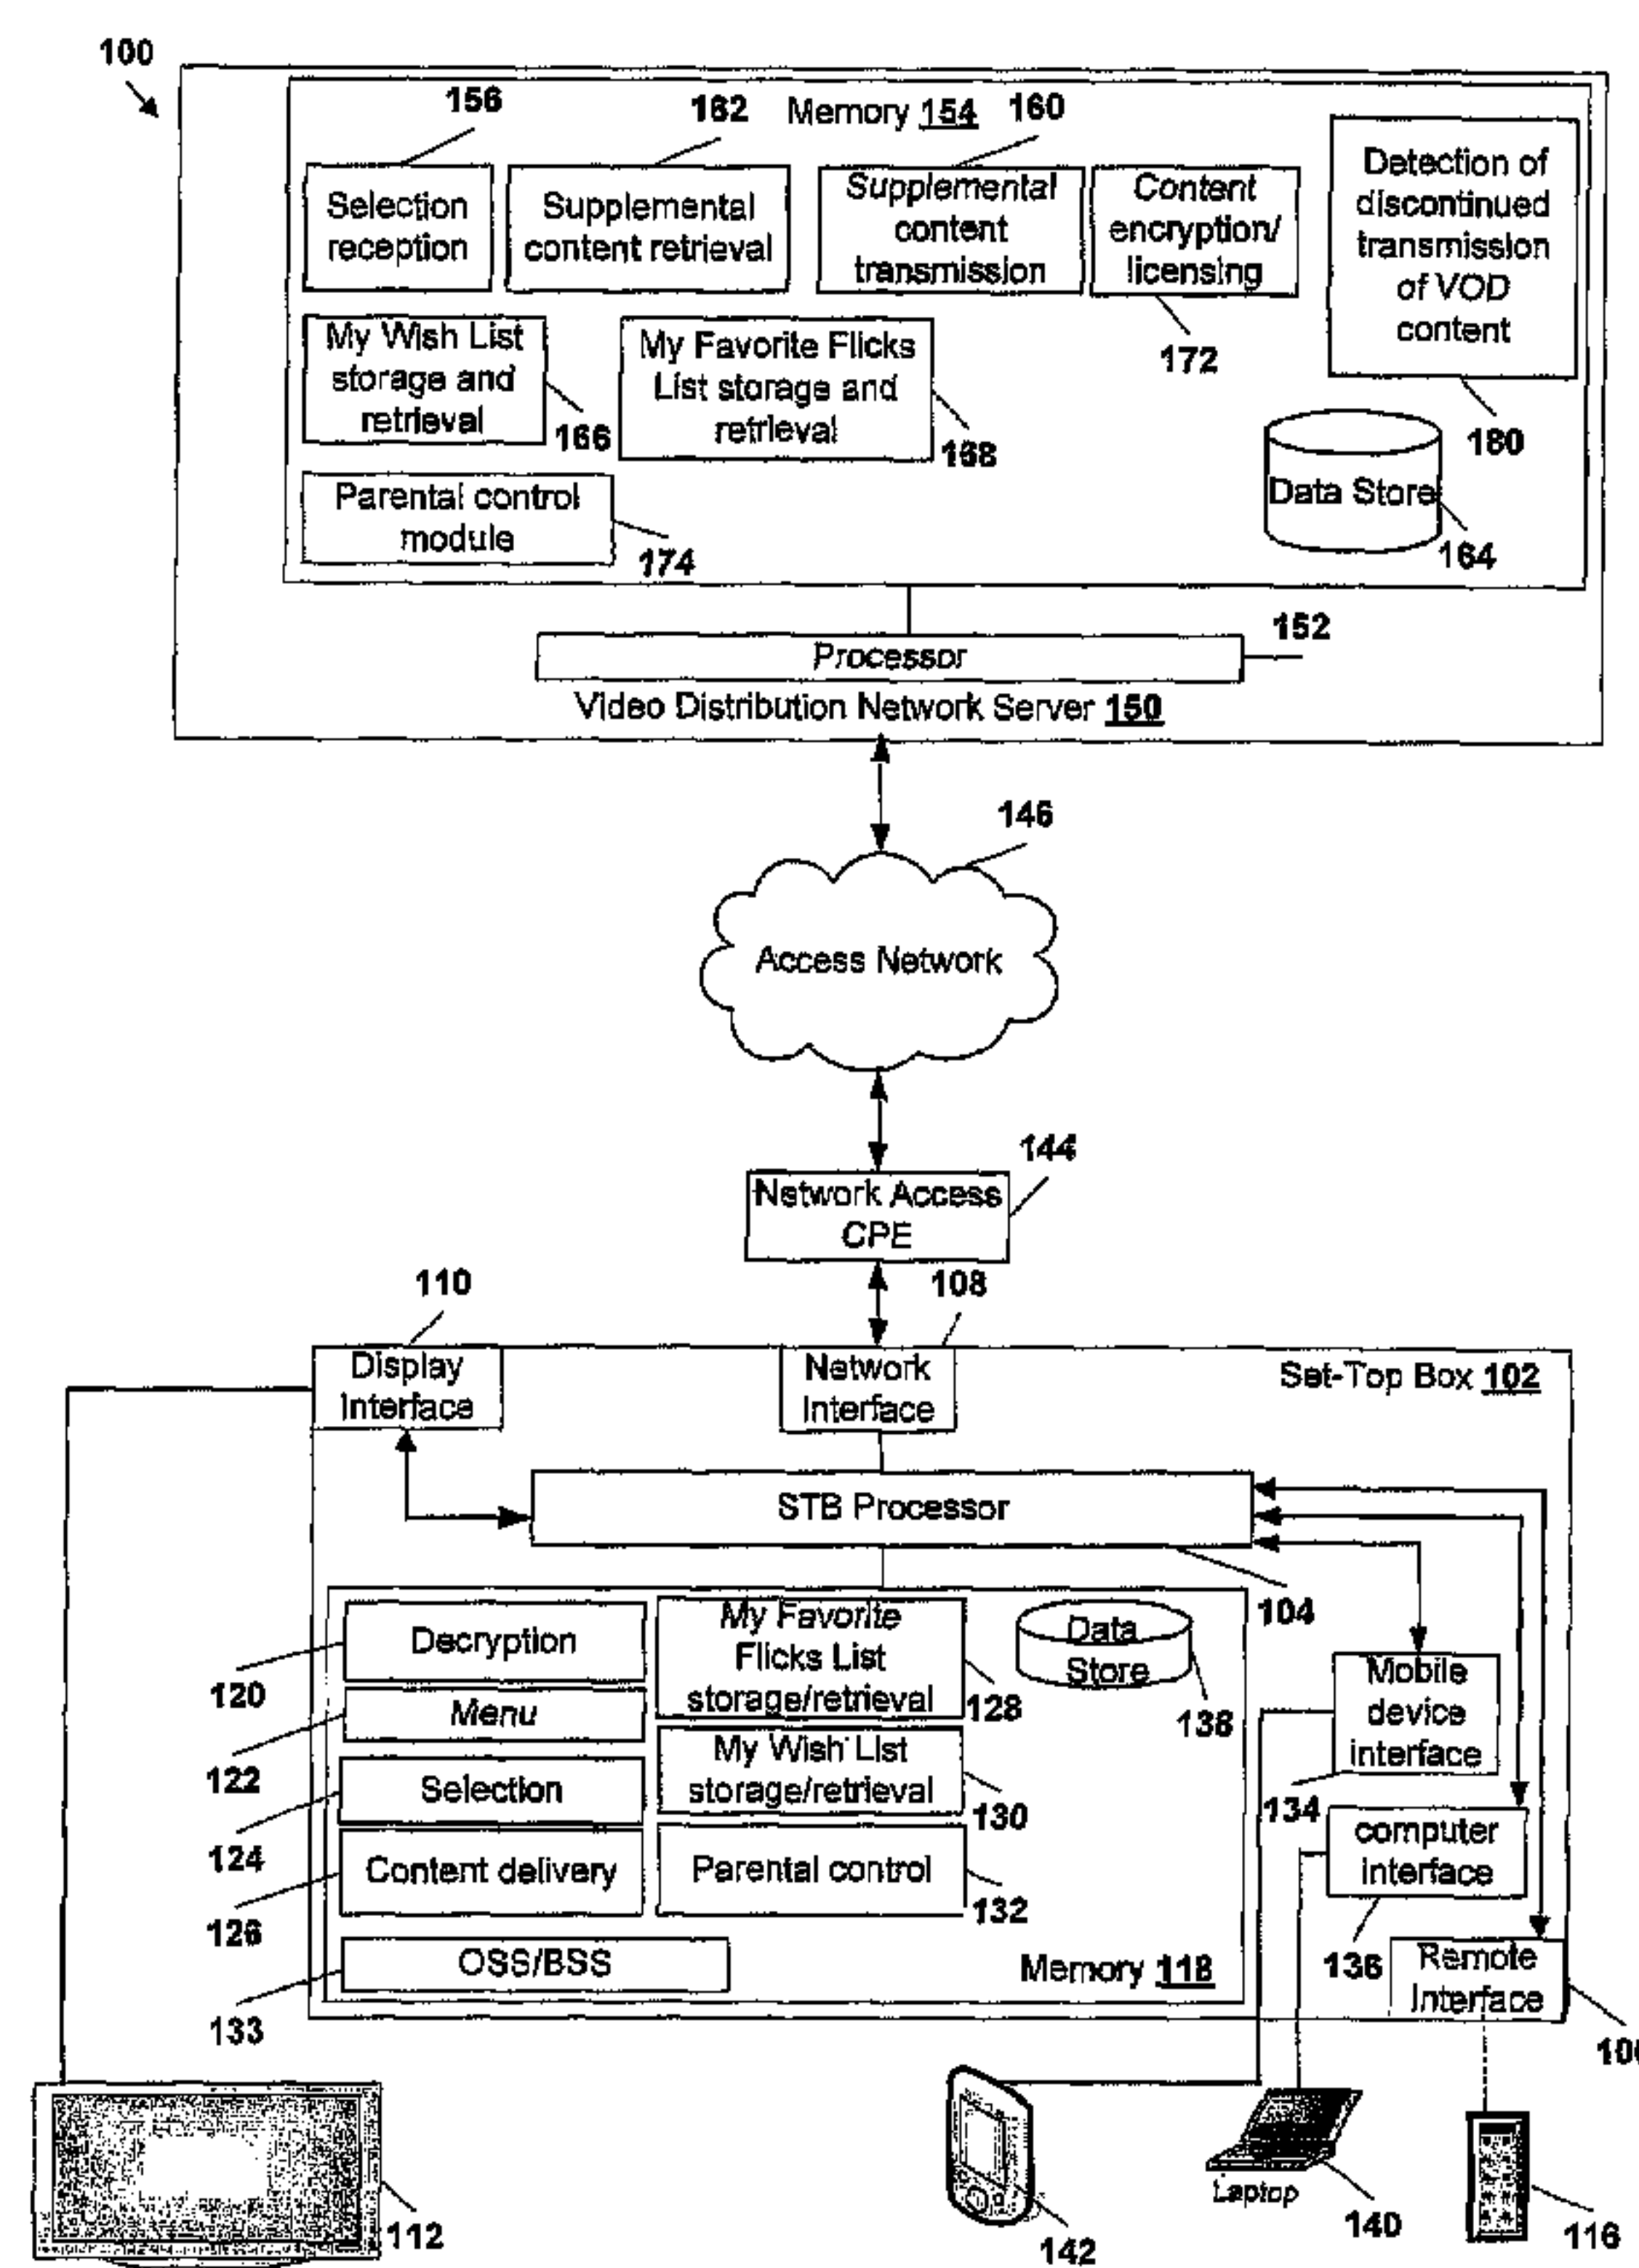 100
156
162
Memory 154
160
Selection
reception
Supplemental
content retrieval
Supplemental
content
transmission
Content
encryption/
licensing
Detection of
discontinued
transmission
of VOD
content
172
180
My Wish List
storage and
retrieval
166
My Favorite Flicks
List storage and
retrieval
168
Data Store
164
Parental control
module
174
152
Processor
Video Distribution Network Server 150
146
Access Network
144
Network Access
CPE
110
108
Display
Interface
Network
Interface
Set-Top Box 102
STB Processor
104
Decryption
120
Menu
122
Selection
124
Content delivery
126
OSS/BSS
133
My Favorite
Flicks List
storage/retrieval
128
My Wish List
storage/retrieval
130
Parental control
132
Data
Store
138
Memory 118
Mobile
device
interface
134
computer
interface
136
Remote
Interface
112
142
Laptop
140
116